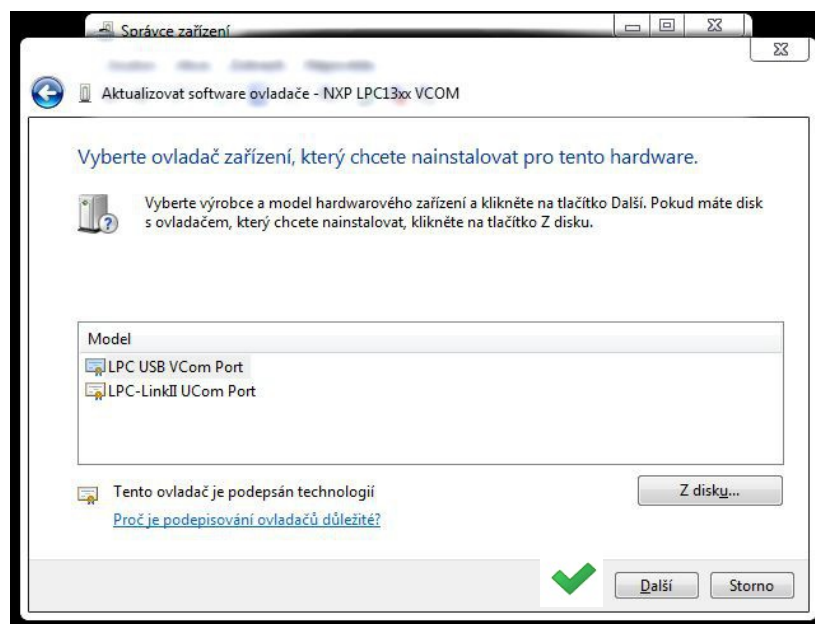 Správce zařízení
Aktualizovat software ovladače - NXP LPC13xx VCOM
Vyberte ovladač zařízení, který chcete nainstalovat pro tento hardware.
Vyberte výrobce a model hardwarového zařízení a klikněte na tlačítko Další. Pokud máte disk
s ovladačem, který chcete nainstalovat, klikněte na tlačítko Z disku.
Model
LPC USB VCom Port
LPC-LinkII UCom Port
Tento ovladač je podepsán technologií
Z disku...
Proč je podepisování ovladačů důležité?
Další
Storno